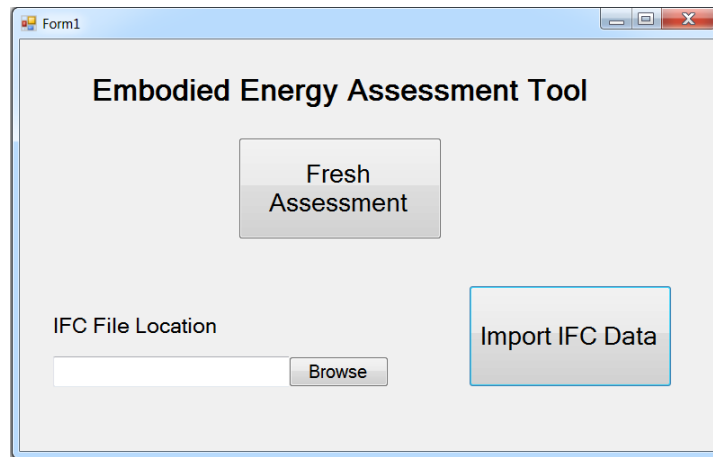 Form1
Embodied Energy Assessment Tool
Fresh
Assessment
IFC File Location
Import IFC Data
Browse